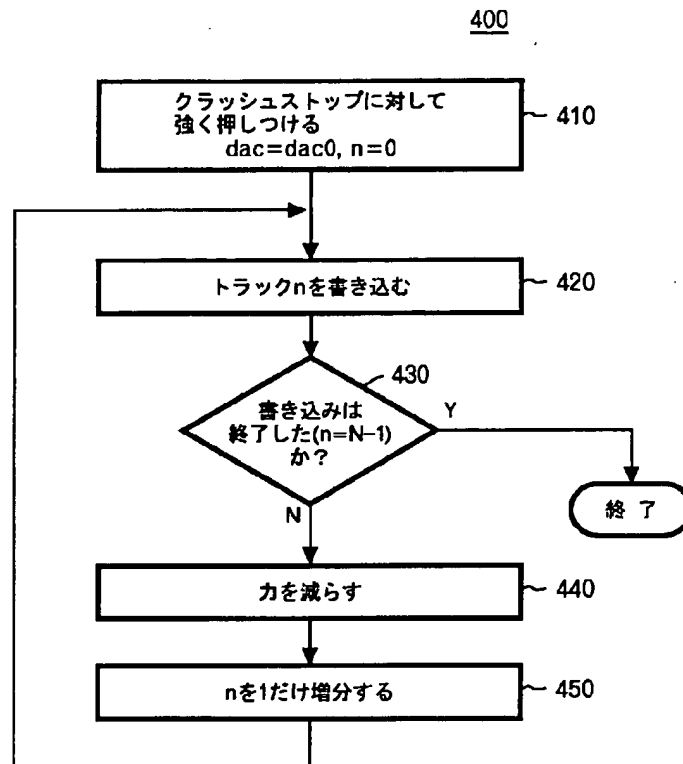 400
クラッシュストップに対して
強く押しつける
dac=dac0, n=0
410
トラックnを書き込む
420
430
書き込みは
終了した(n=N−1)
か？
Y
N
終 了
力を減らす
440
nを1だけ増分する
450